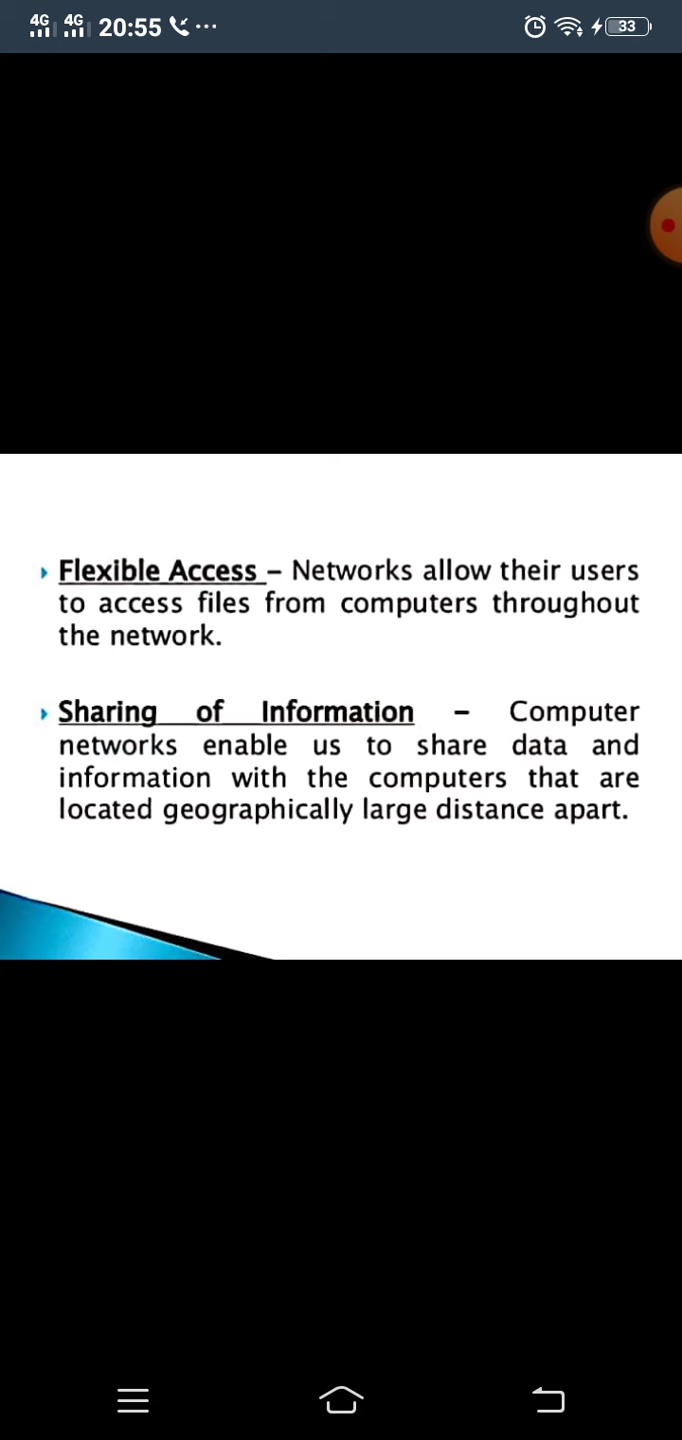 4G 4G 20:55 ... 33
Flexible Access – Networks allow their users
to access files from computers throughout
the network.
Sharing of Information – Computer
networks enable us to share data and
information with the computers that are
located geographically large distance apart.